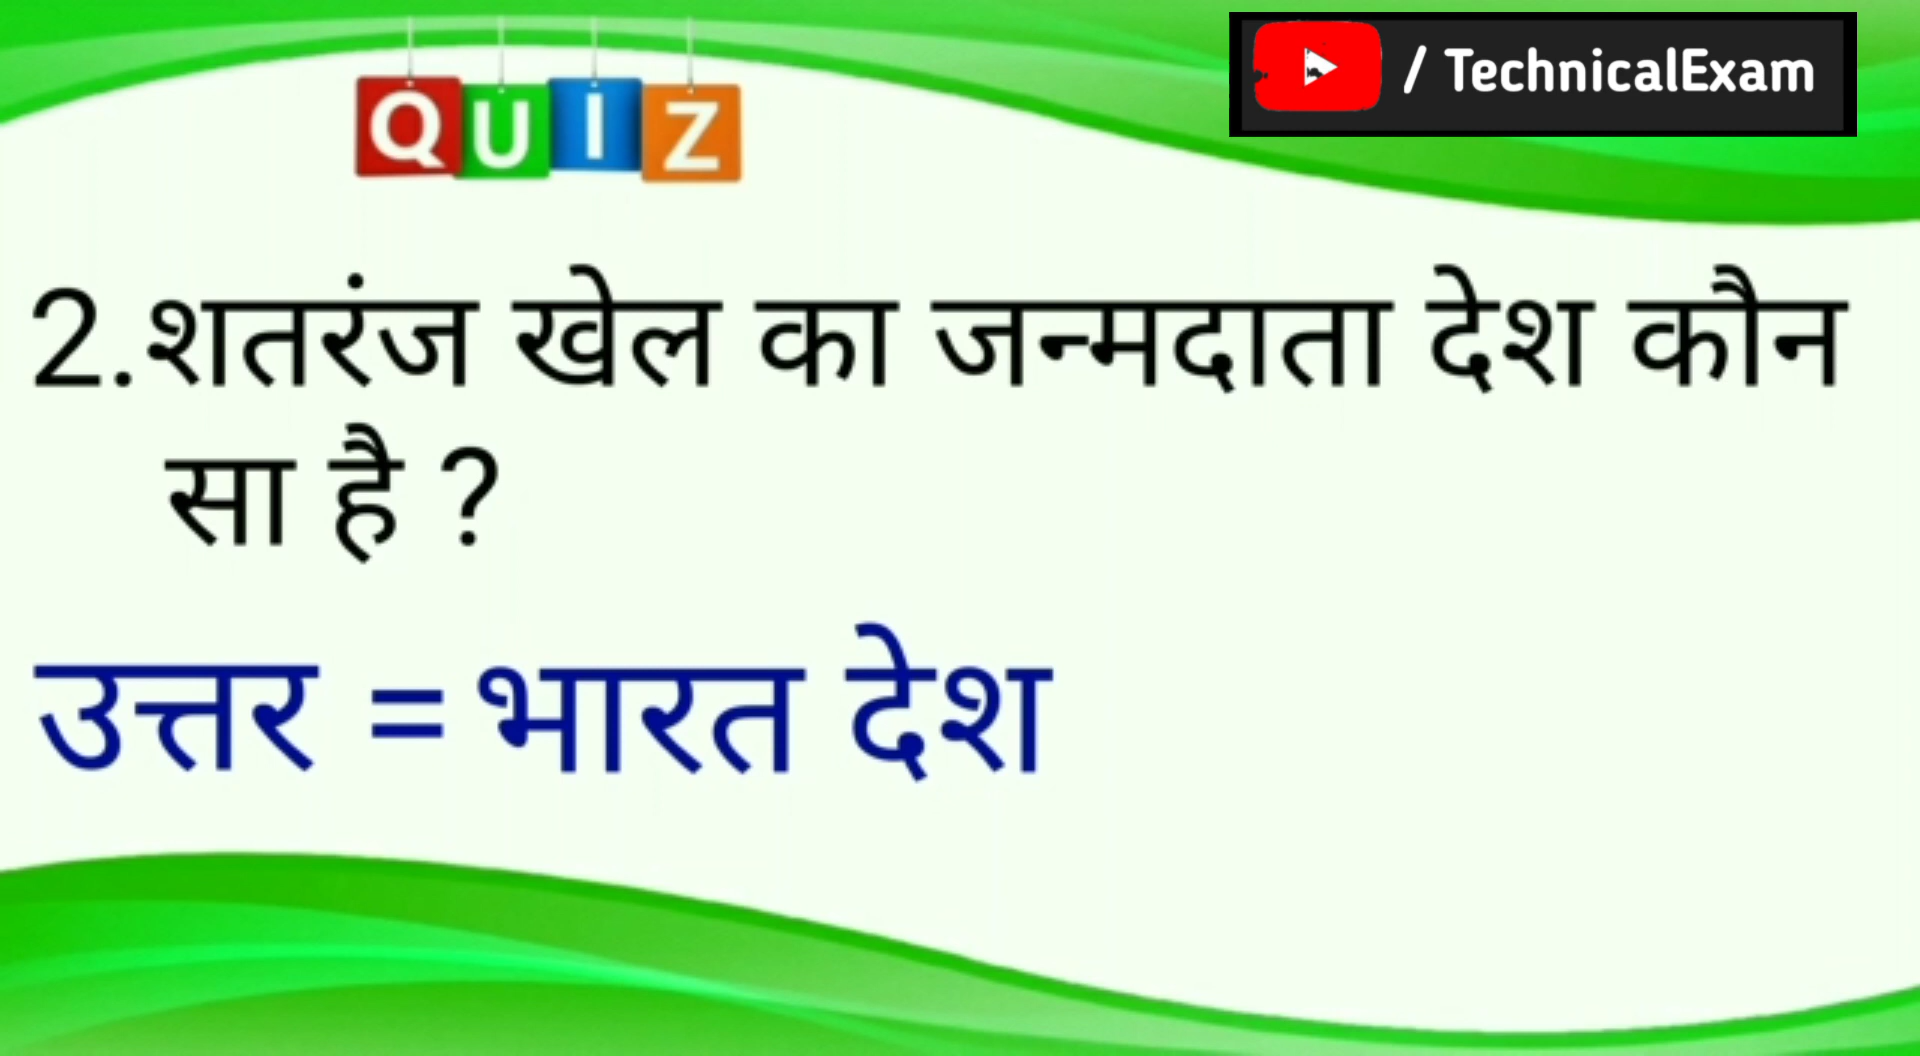 QUIZ
/ TechnicalExam
2.शतरंज खेल का जन्मदाता देश कौन
सा है ?
उत्तर = भारत देश